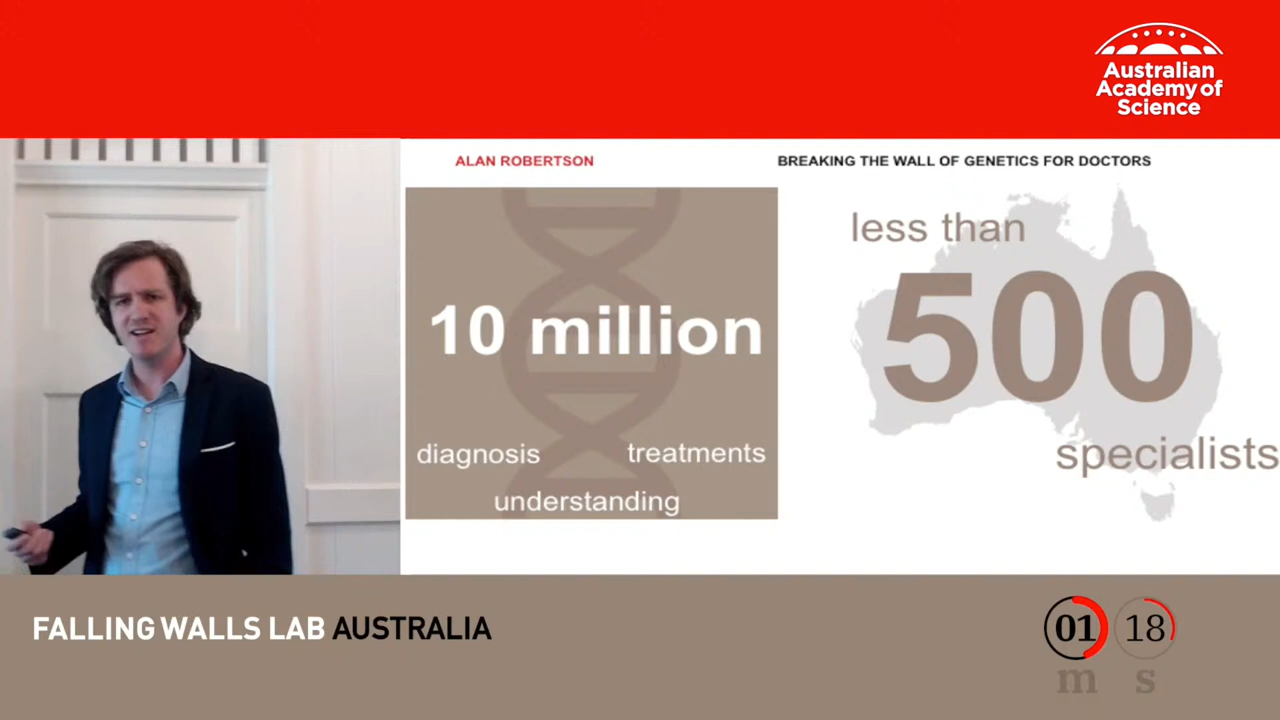 Australian
Academy of
Science
ALAN ROBERTSON
BREAKING THE WALL OF GENETICS FOR DOCTORS
10 million
diagnosis
treatments
understanding
less than
500
specialists
FALLING WALLS LAB AUSTRALIA
01 18
m s